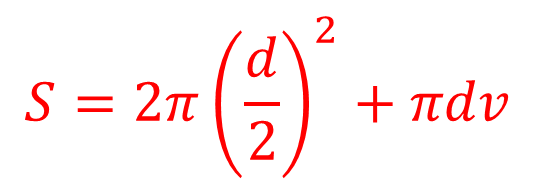 S = 2π(d/2)² + πdv